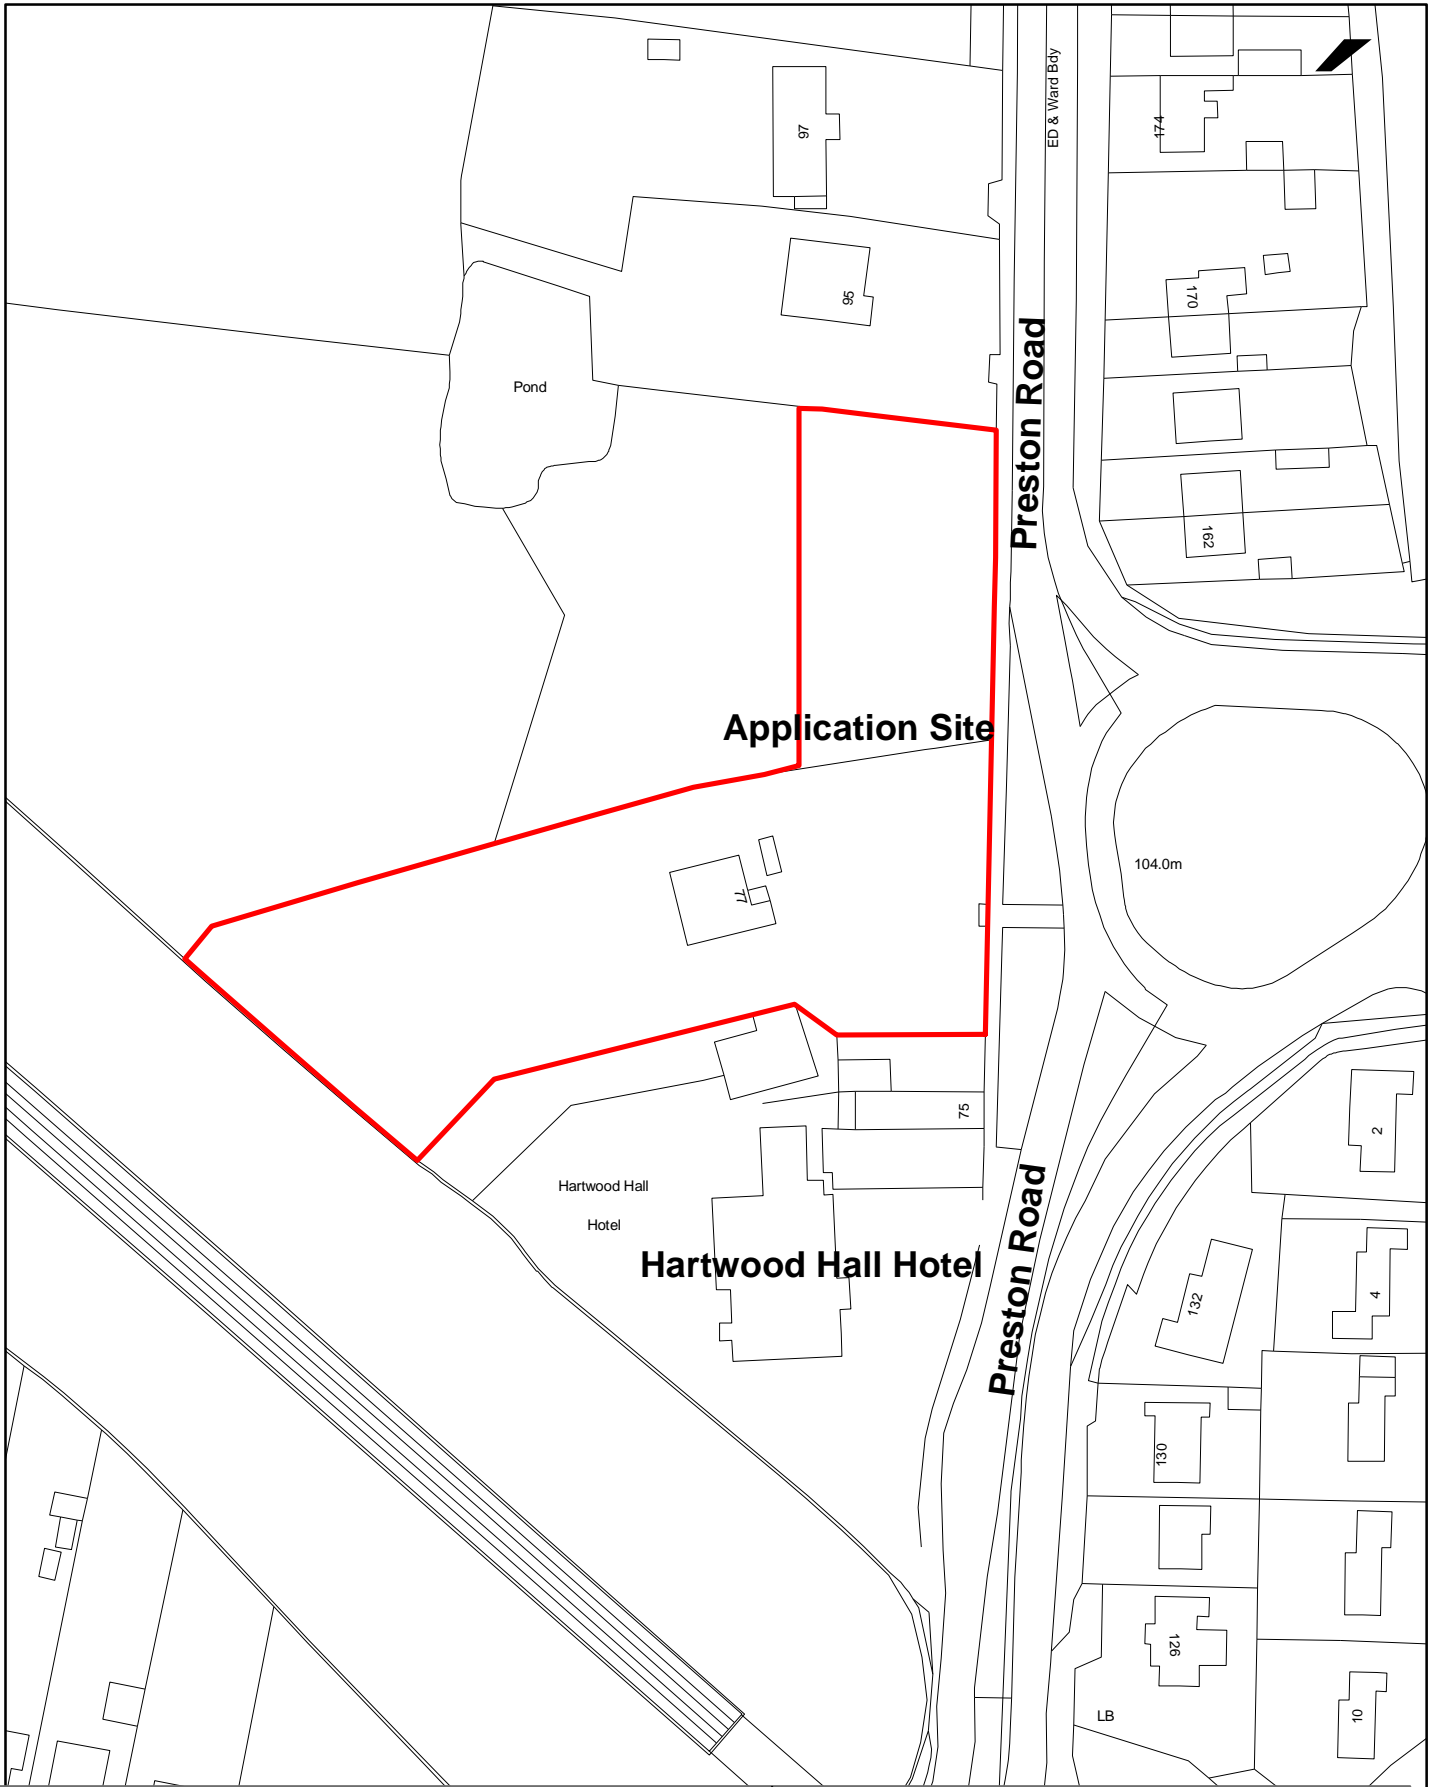 ED & Ward Bdy
97
174
95
170
Pond
Preston Road
162
Application Site
104.0m
77
75
2
Hartwood Hall
Hotel
Hartwood Hall Hotel
Preston Road
132
4
130
126
LB
10